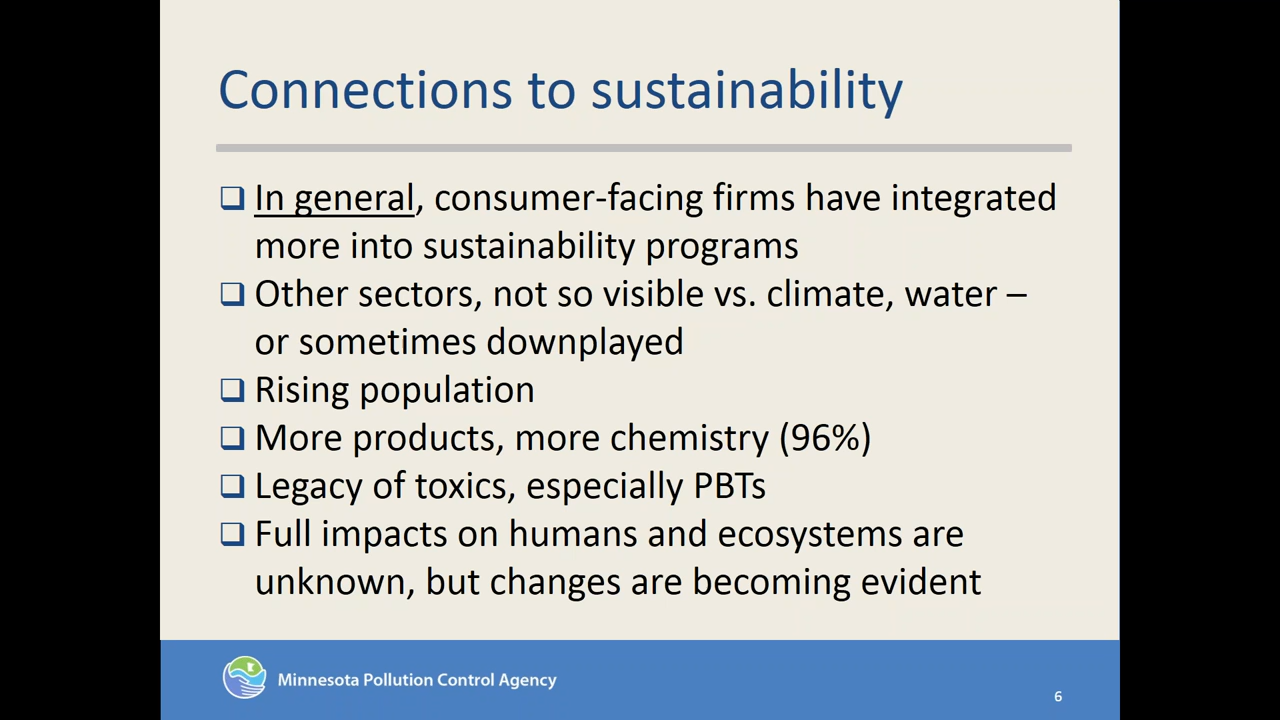 Connections to sustainability
❑ In general, consumer-facing firms have integrated
more into sustainability programs
❑ Other sectors, not so visible vs. climate, water –
or sometimes downplayed
❑ Rising population
❑ More products, more chemistry (96%)
❑ Legacy of toxics, especially PBTs
❑ Full impacts on humans and ecosystems are
unknown, but changes are becoming evident
Minnesota Pollution Control Agency
6